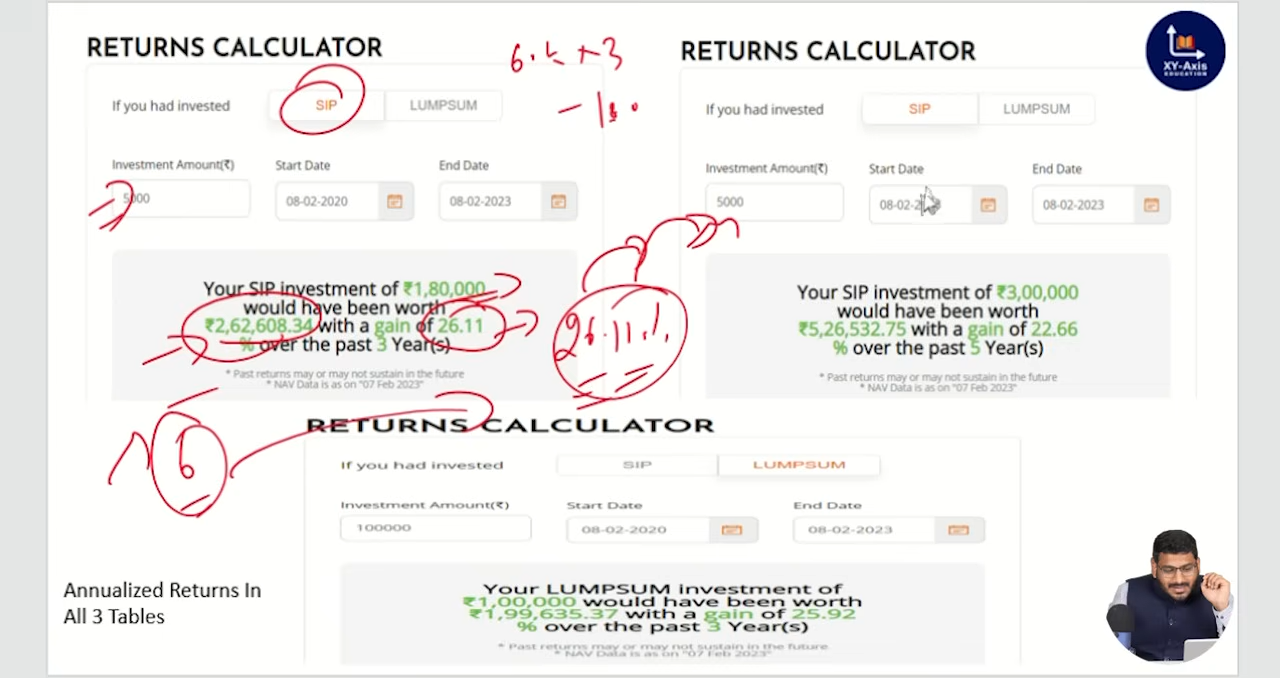 RETURNS CALCULATOR
If you had invested
SIP
LUMPSUM
Investment Amount(₹)
Start Date
End Date
5000
08-02-2020
08-02-2023
Your SIP investment of ₹1,80,000
would have been worth
₹2,62,608.34 with a gain of 26.11
% over the past 3 Year(s)
* Past returns may or may not sustain in the future
* NAV Data is as on "07 Feb 2023"
26.11%
6
RETURNS CALCULATOR
XY-Axis
EDUCATION
If you had invested
SIP
LUMPSUM
Investment Amount(₹)
Start Date
End Date
5000
08-02-2
08-02-2023
Your SIP investment of ₹3,00,000
would have been worth
₹5,26,532.75 with a gain of 22.66
% over the past 5 Year(s)
* Past returns may or may not sustain in the future
* NAV Data is as on "07 Feb 2023"
RETURNS CALCULATOR
If you had invested
SIP
LUMPSUM
Investment Amount(₹)
Start Date
End Date
100000
08-02-2020
08-02-2023
Your LUMPSUM investment of
₹1,00,000 would have been worth
₹1,99,635.37 with a gain of 25.92
% over the past 3 Year(s)
* Past returns may or may not sustain in the future
* NAV Data is as on "07 Feb 2023"
Annualized Returns In
All 3 Tables